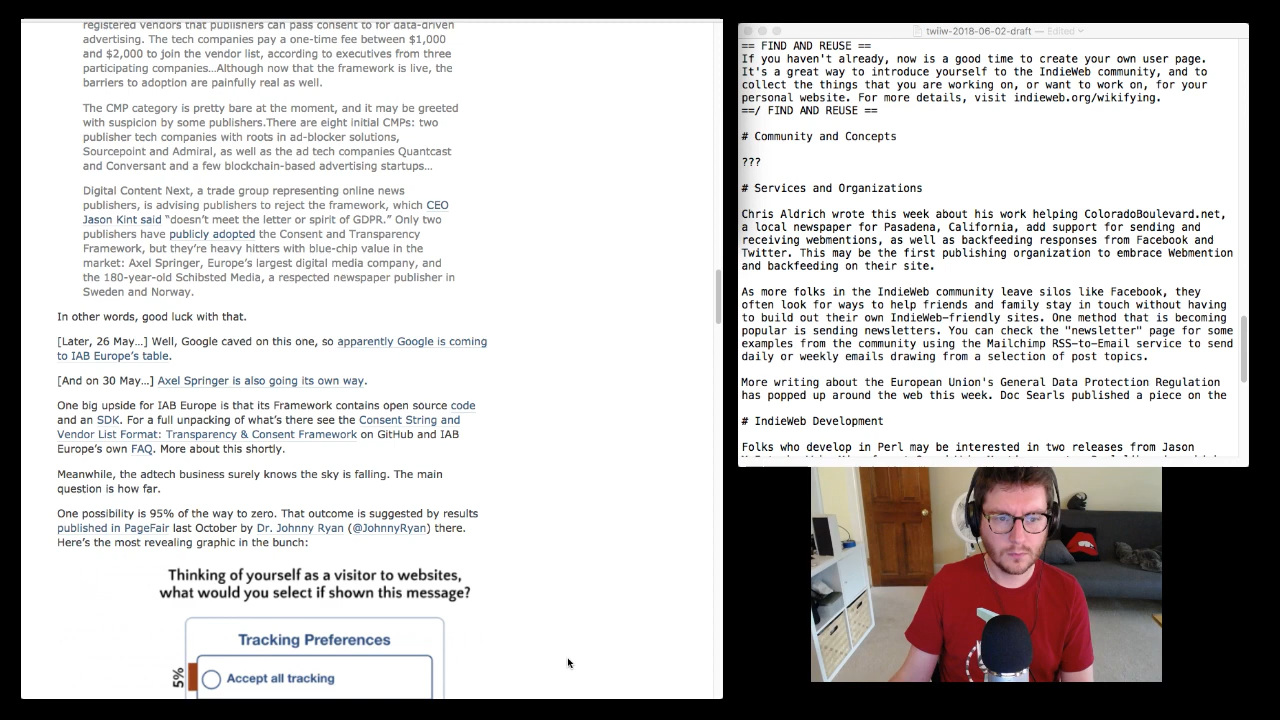 registered vendors that publishers can pass consent to for data-driven
advertising. The tech companies pay a one-time fee between $1,000
and $2,000 to join the vendor list, according to executives from three
participating companies…Although now that the framework is live, the
barriers to adoption are painfully real as well.
The CMP category is pretty bare at the moment, and it may be greeted
with suspicion by some publishers.There are eight initial CMPs: two
publisher tech companies with roots in ad-blocker solutions,
Sourcepoint and Admiral, as well as the ad tech companies Quantcast
and Conversant and a few blockchain-based advertising startups…
Digital Content Next, a trade group representing online news
publishers, is advising publishers to reject the framework, which CEO
Jason Kint said “doesn’t meet the letter or spirit of GDPR.” Only two
publishers have publicly adopted the Consent and Transparency
Framework, but they’re heavy hitters with blue-chip value in the
market: Axel Springer, Europe’s largest digital media company, and
the 180-year-old Schibsted Media, a respected newspaper publisher in
Sweden and Norway.
In other words, good luck with that.
[Later, 26 May…] Well, Google caved on this one, so apparently Google is coming
to IAB Europe’s table.
[And on 30 May…] Axel Springer is also going its own way.
One big upside for IAB Europe is that its Framework contains open source code
and an SDK. For a full unpacking of what’s there see the Consent String and
Vendor List Format: Transparency & Consent Framework on GitHub and IAB
Europe’s own FAQ. More about this shortly.
Meanwhile, the adtech business surely knows the sky is falling. The main
question is how far.
One possibility is 95% of the way to zero. That outcome is suggested by results
published in PageFair last October by Dr. Johnny Ryan (@JohnnyRyan) there.
Here’s the most revealing graphic in the bunch:
Thinking of yourself as a visitor to websites,
what would you select if shown this message?
Tracking Preferences
5%
Accept all tracking
twiiw-2018-06-02-draft — Edited
== FIND AND REUSE ==
If you haven't already, now is a good time to create your own user page.
It's a great way to introduce yourself to the IndieWeb community, and to
collect the things that you are working on, or want to work on, for your
personal website. For more details, visit indieweb.org/wikifying.
==/ FIND AND REUSE ==
# Community and Concepts
???
# Services and Organizations
Chris Aldrich wrote this week about his work helping ColoradoBoulevard.net,
a local newspaper for Pasadena, California, add support for sending and
receiving webmentions, as well as backfeeding responses from Facebook and
Twitter. This may be the first publishing organization to embrace Webmention
and backfeeding on their site.
As more folks in the IndieWeb community leave silos like Facebook, they
often look for ways to help friends and family stay in touch without having
to build out their own IndieWeb-friendly sites. One method that is becoming
popular is sending newsletters. You can check the "newsletter" page for some
examples from the community using the Mailchimp RSS-to-Email service to send
daily or weekly emails drawing from a selection of post topics.
More writing about the European Union's General Data Protection Regulation
has popped up around the web this week. Doc Searls published a piece on the
# IndieWeb Development
Folks who develop in Perl may be interested in two releases from Jason